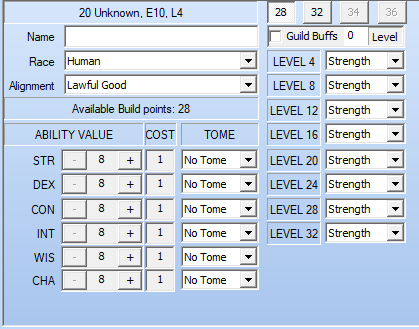 20 Unknown, E10, L4
28 32 34 36
Name
Guild Buffs 0 Level
Race Human
Alignment Lawful Good
Available Build points: 28
ABILITY VALUE COST TOME
STR - 8 + 1 No Tome
DEX - 8 + 1 No Tome
CON - 8 + 1 No Tome
INT - 8 + 1 No Tome
WIS - 8 + 1 No Tome
CHA - 8 + 1 No Tome
LEVEL 4 Strength
LEVEL 8 Strength
LEVEL 12 Strength
LEVEL 16 Strength
LEVEL 20 Strength
LEVEL 24 Strength
LEVEL 28 Strength
LEVEL 32 Strength